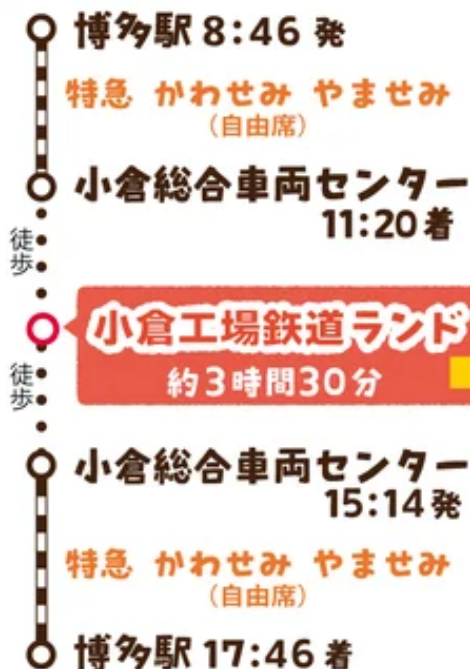 博多駅 8:46 発
特急 かわせみ やませみ
(自由席)
小倉総合車両センター
11:20着
徒歩
小倉工場鉄道ランド
約3時間30分
徒歩
小倉総合車両センター
15:14発
特急 かわせみ やませみ
(自由席)
博多駅 17:46 着